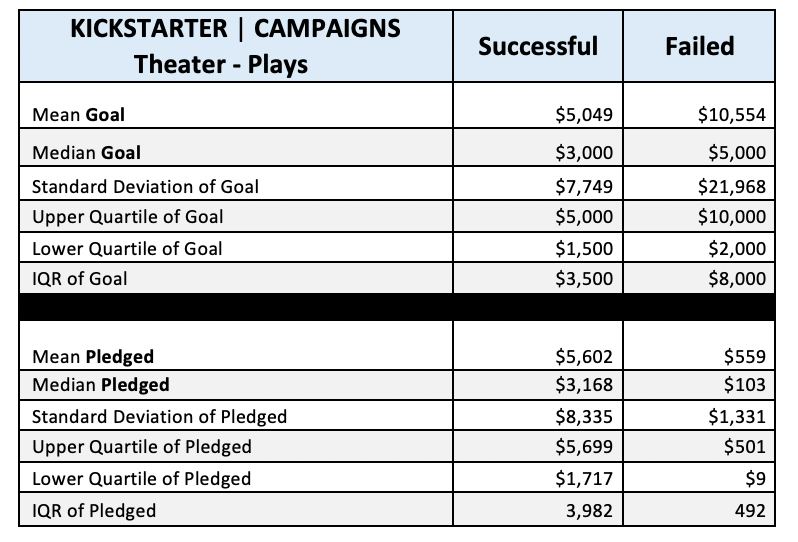 KICKSTARTER | CAMPAIGNS
Theater - Plays Successful Failed
Mean Goal $5,049 $10,554
Median Goal $3,000 $5,000
Standard Deviation of Goal $7,749 $21,968
Upper Quartile of Goal $5,000 $10,000
Lower Quartile of Goal $1,500 $2,000
IQR of Goal $3,500 $8,000
Mean Pledged $5,602 $559
Median Pledged $3,168 $103
Standard Deviation of Pledged $8,335 $1,331
Upper Quartile of Pledged $5,699 $501
Lower Quartile of Pledged $1,717 $9
IQR of Pledged 3,982 492